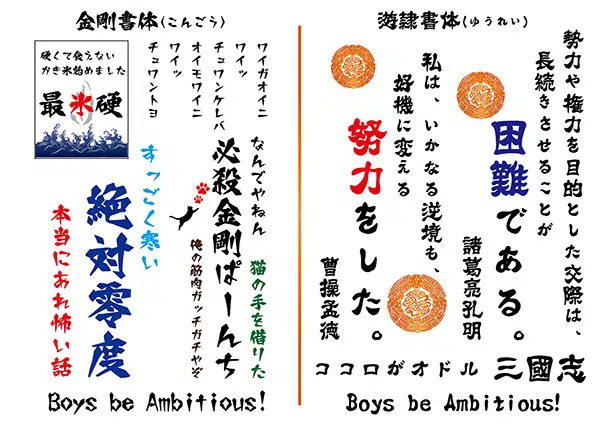 金剛書体(こんごう)
硬くて食えない
かき氷始めました
最氷硬
ワイガオイニ
ワイッ
チュワンケレバ
オイモワイニ
ワイッ
チュワントヨ
なんでやねん
必殺金剛ぱーんち
猫の手を借りた
俺の筋肉ガッチガチやぞ
すっごく寒い
絶対零度
本当にあれ怖い話
Boys be Ambitious!
游隷書体(ゆうれい)
勢力や権力を目的とした交際は、
長続きさせることが
困難である。
諸葛亮孔明
私は、いかなる逆境も、
好機に変える
努力をした。
曹操孟徳
ココロガオドル
三國志
Boys be Ambitious!